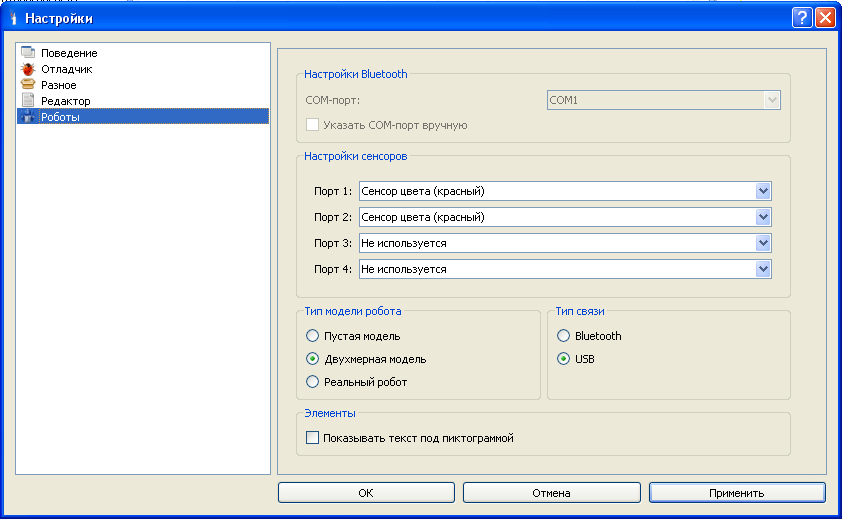 Настройки
Поведение
Отладчик
Разное
Редактор
Роботы
Настройки Bluetooth
COM-порт: COM1
Указать COM-порт вручную
Настройки сенсоров
Порт 1: Сенсор цвета (красный)
Порт 2: Сенсор цвета (красный)
Порт 3: Не используется
Порт 4: Не используется
Тип модели робота
Пустая модель
Двухмерная модель
Реальный робот
Тип связи
Bluetooth
USB
Элементы
Показывать текст под пиктограммой
OK Отмена Применить